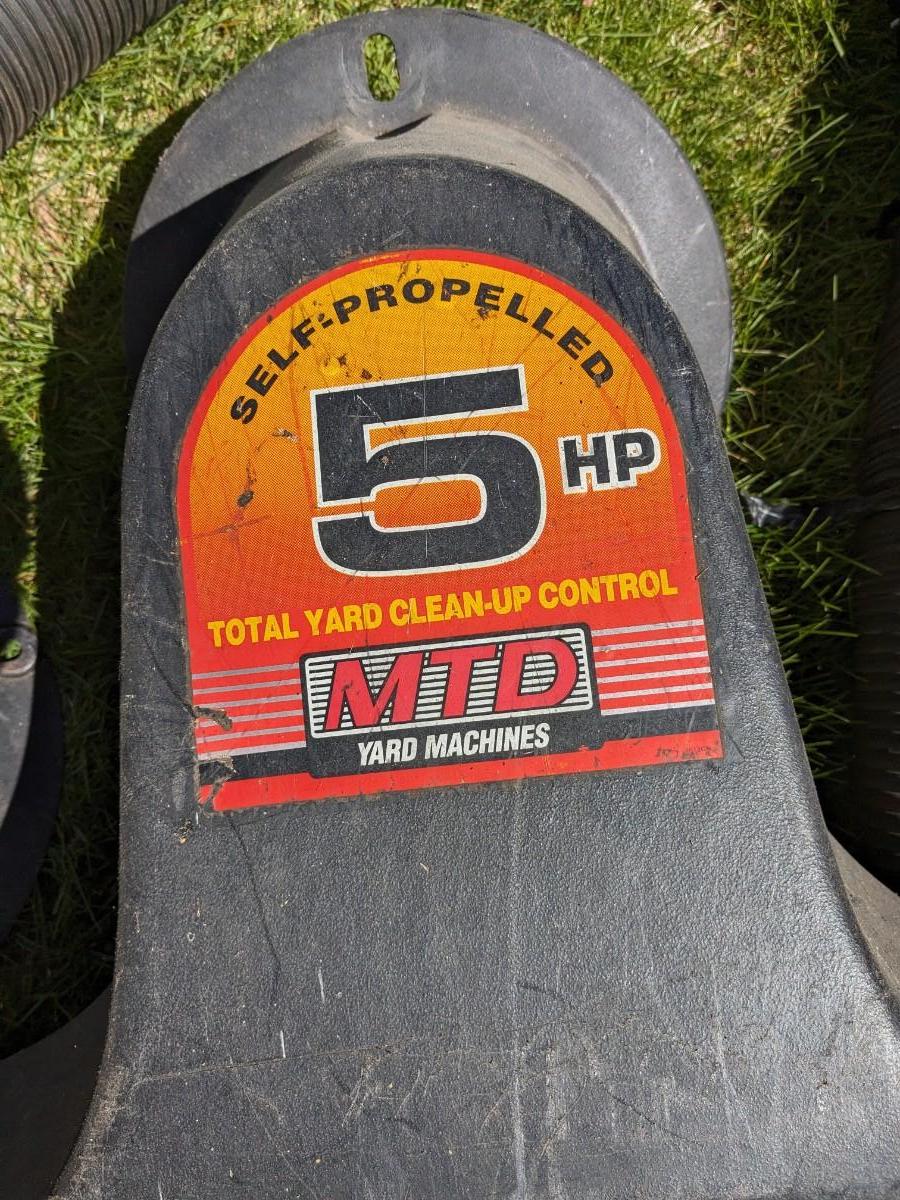 SELF-PROPELLED
5 HP
TOTAL YARD CLEAN-UP CONTROL
MTD
YARD MACHINES